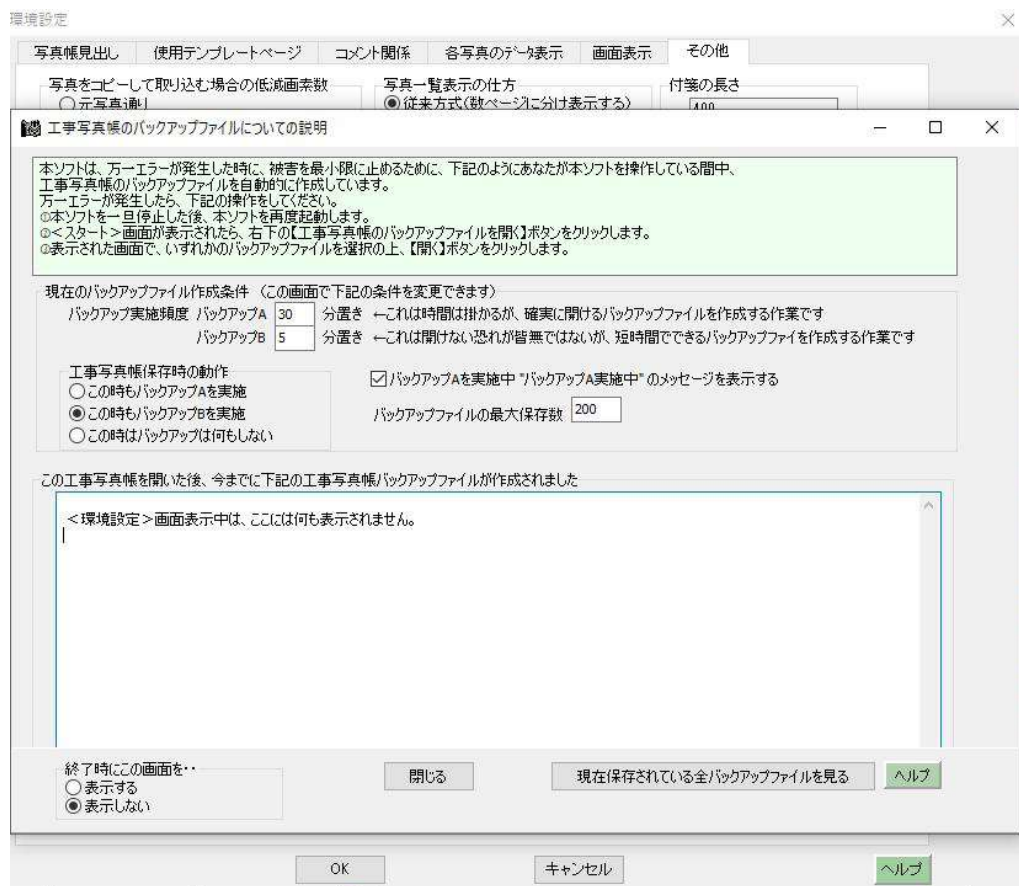 環境設定
写真帳見出し 使用テンプレートページ コメント関係 各写真のデータ表示 画面表示 その他
写真をコピーして取り込む場合の低減画素数 写真一覧表示の仕方 付箋の長さ
元写真通り 従来方式(数ページに分け表示する) 400
工事写真帳のバックアップファイルについての説明
本ソフトは、万一エラーが発生した時に、被害を最小限に止めるために、下記のようにあなたが本ソフトを操作している間中、
工事写真帳のバックアップファイルを自動的に作成しています。
万一エラーが発生したら、下記の操作をしてください。
①本ソフトを一旦停止した後、本ソフトを再度起動します。
②<スタート>画面が表示されたら、右下の【工事写真帳のバックアップファイルを開く】ボタンをクリックします。
③表示された画面で、いずれかのバックアップファイルを選択の上、【開く】ボタンをクリックします。
現在のバックアップファイル作成条件 (この画面で下記の条件を変更できます)
バックアップ実施頻度 バックアップA 30 分置き ←これは時間は掛かるが、確実に開けるバックアップファイルを作成する作業です
バックアップB 5 分置き ←これは開けない恐れが皆無ではないが、短時間でできるバックアップファイを作成する作業です
工事写真帳保存時の動作
この時もバックアップAを実施
この時もバックアップBを実施
この時はバックアップは何もしない
バックアップAを実施中 "バックアップA実施中" のメッセージを表示する
バックアップファイルの最大保存数 200
この工事写真帳を開いた後、今までに下記の工事写真帳バックアップファイルが作成されました
<環境設定>画面表示中は、ここには何も表示されません。
終了時にこの画面を・・
表示する
表示しない
閉じる 現在保存されている全バックアップファイルを見る ヘルプ
OK キャンセル ヘルプ